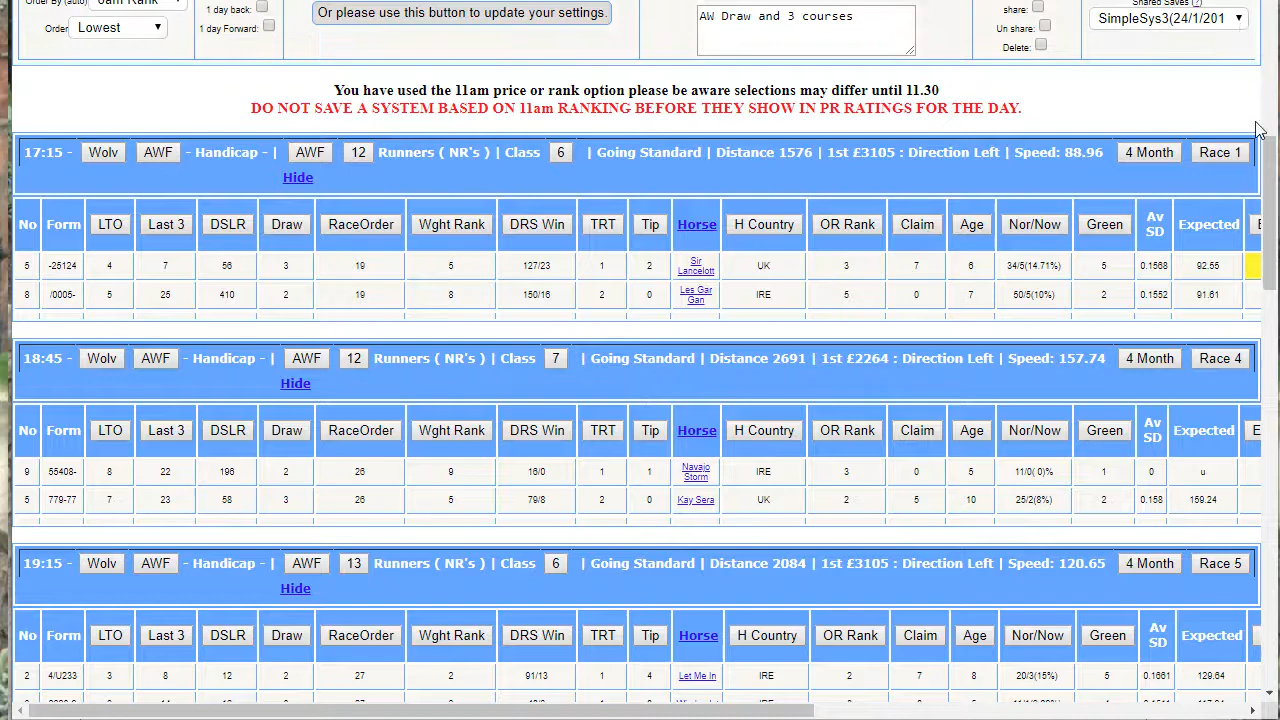 Order By (auto) 1 day back: Or please use this button to update your settings. AW Draw and 3 courses share: Shared Saves (?)
Order Lowest 1 day Forward: Un share: SimpleSys3(24/1/201
Delete:
You have used the 11am price or rank option please be aware selections may differ until 11.30
DO NOT SAVE A SYSTEM BASED ON 11am RANKING BEFORE THEY SHOW IN PR RATINGS FOR THE DAY.
17:15 - Wolv AWF - Handicap - | AWF 12 Runners ( NR's ) | Class 6 | Going Standard | Distance 1576 | 1st £3105 : Direction Left | Speed: 88.96 4 Month Race 1
Hide
No Form LTO Last 3 DSLR Draw RaceOrder Wght Rank DRS Win TRT Tip Horse H Country OR Rank Claim Age Nor/Now Green Av SD Expected
5 -25124 4 7 56 3 19 5 127/23 1 2 Sir Lancelott UK 3 7 6 34/5(14.71%) 5 0.1568 92.55
8 /0005- 5 25 410 2 19 8 150/16 2 0 Les Gar Gan IRE 5 0 7 50/5(10%) 2 0.1552 91.61
18:45 - Wolv AWF - Handicap - | AWF 12 Runners ( NR's ) | Class 7 | Going Standard | Distance 2691 | 1st £2264 : Direction Left | Speed: 157.74 4 Month Race 4
Hide
No Form LTO Last 3 DSLR Draw RaceOrder Wght Rank DRS Win TRT Tip Horse H Country OR Rank Claim Age Nor/Now Green Av SD Expected E
9 55408- 8 22 196 2 26 9 16/0 1 1 Navajo Storm IRE 3 0 5 11/0( 0)% 1 0 u
5 779-77 7 23 58 3 26 5 79/8 2 0 Kay Sera UK 2 5 10 25/2(8%) 2 0.158 159.24
19:15 - Wolv AWF - Handicap - | AWF 13 Runners ( NR's ) | Class 6 | Going Standard | Distance 2084 | 1st £3105 : Direction Left | Speed: 120.65 4 Month Race 5
Hide
No Form LTO Last 3 DSLR Draw RaceOrder Wght Rank DRS Win TRT Tip Horse H Country OR Rank Claim Age Nor/Now Green Av SD Expected
2 4/U233 3 8 12 2 27 2 91/13 1 4 Let Me In IRE 2 7 8 20/3(15%) 5 0.1661 129.64